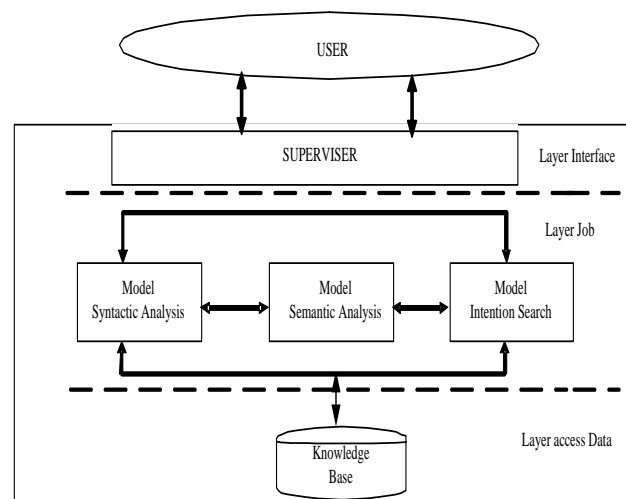 USER
SUPERVISER
Layer Interface
Layer Job
Model
Syntactic Analysis
Model
Semantic Analysis
Model
Intention Search
Knowledge
Base
Layer access Data